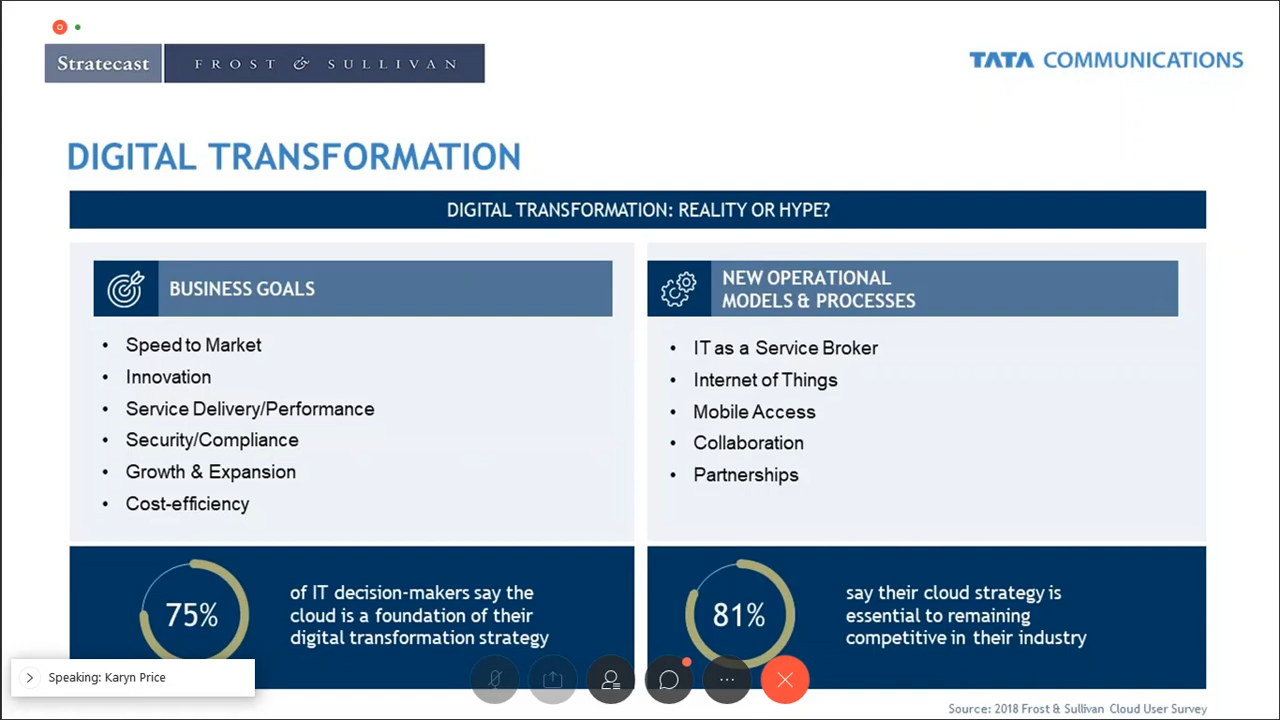 Stratecast
FROST & SULLIVAN
TATA COMMUNICATIONS
DIGITAL TRANSFORMATION
DIGITAL TRANSFORMATION: REALITY OR HYPE?
BUSINESS GOALS
• Speed to Market
• Innovation
• Service Delivery/Performance
• Security/Compliance
• Growth & Expansion
• Cost-efficiency
NEW OPERATIONAL
MODELS & PROCESSES
• IT as a Service Broker
• Internet of Things
• Mobile Access
• Collaboration
• Partnerships
75%
of IT decision-makers say the
cloud is a foundation of their
digital transformation strategy
81%
say their cloud strategy is
essential to remaining
competitive in their industry
Speaking: Karyn Price
Source: 2018 Frost & Sullivan Cloud User Survey